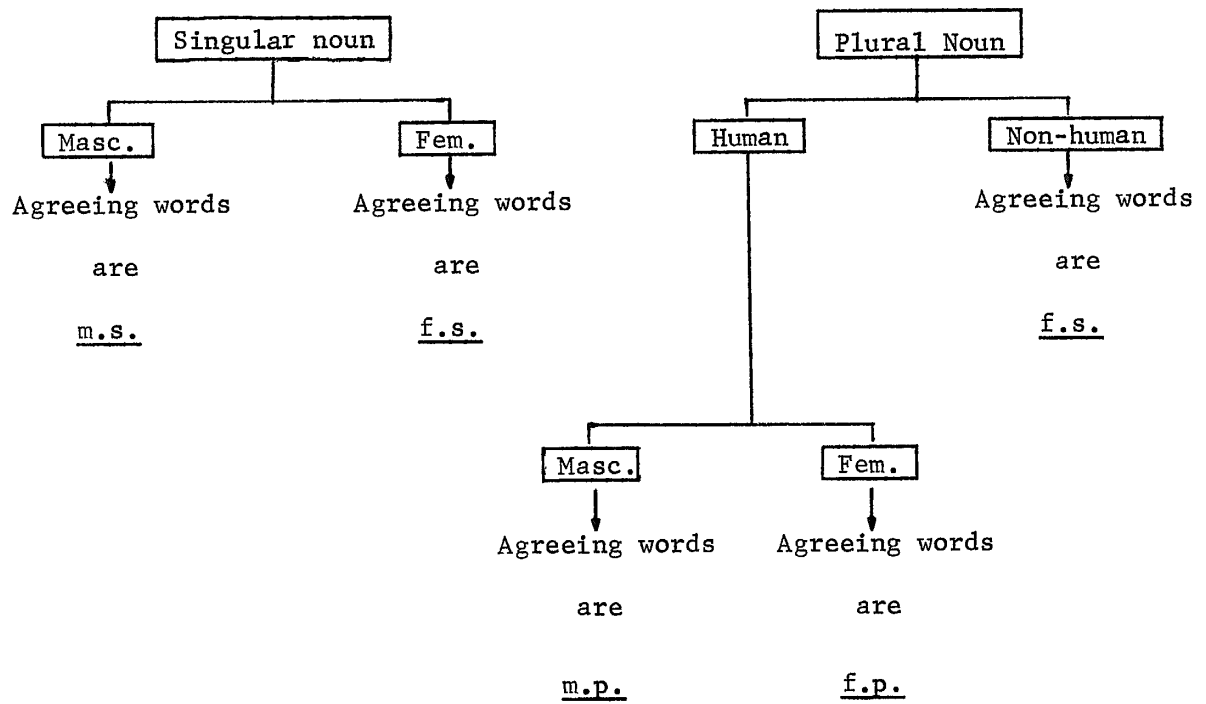 Singular noun
Masc.
Agreeing words
are
m.s.
Fem.
Agreeing words
are
f.s.
Plural Noun
Human
Masc.
Agreeing words
are
m.p.
Fem.
Agreeing words
are
f.p.
Non-human
Agreeing words
are
f.s.